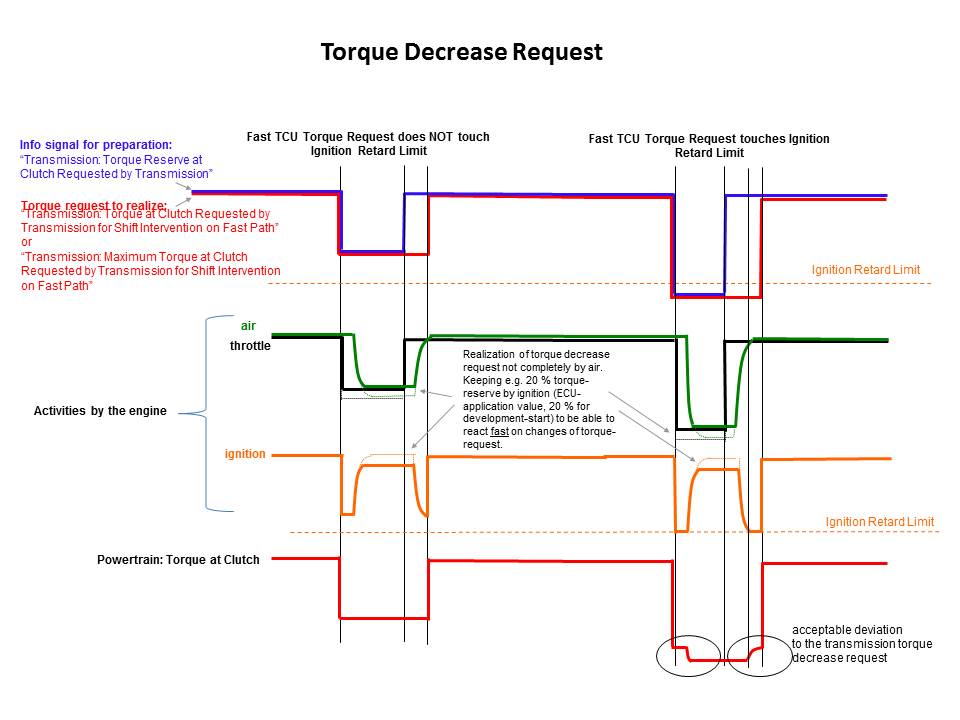 Torque Decrease Request
Fast TCU Torque Request does NOT touch
Ignition Retard Limit
Fast TCU Torque Request touches Ignition
Retard Limit
Info signal for preparation:
“Transmission: Torque Reserve at
Clutch Requested by Transmission”
Torque request to realize:
“Transmission: Torque at Clutch Requested by
Transmission for Shift Intervention on Fast Path”
or
“Transmission: Maximum Torque at Clutch
Requested by Transmission for Shift Intervention
on Fast Path”
Ignition Retard Limit
air
throttle
Realization of torque decrease
request not completely by air.
Keeping e.g. 20 % torque-
reserve by ignition (ECU-
application value, 20 % for
development-start) to be able to
react fast on changes of torque-
request.
Activities by the engine
ignition
Ignition Retard Limit
Powertrain: Torque at Clutch
acceptable deviation
to the transmission torque
decrease request